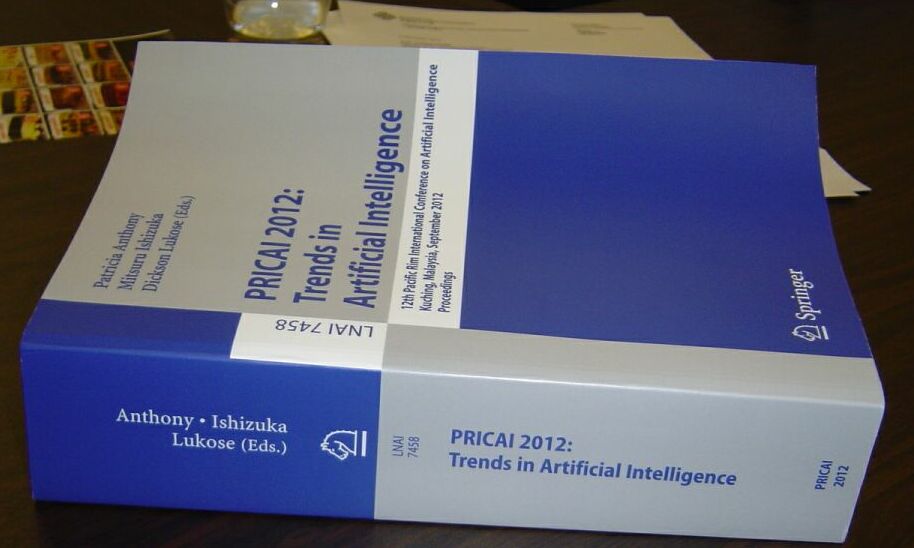 Patricia Anthony
Mitsuru Ishizuka
Dickson Lukose (Eds.)
PRICAI 2012:
Trends in
Artificial Intelligence
12th Pacific Rim International Conference on Artificial Intelligence
Kuching, Malaysia, September 2012
Proceedings
LNAI 7458
Springer
Anthony • Ishizuka
Lukose (Eds.)
LNAI
7458
PRICAI 2012:
Trends in Artificial Intelligence
PRICAI
2012